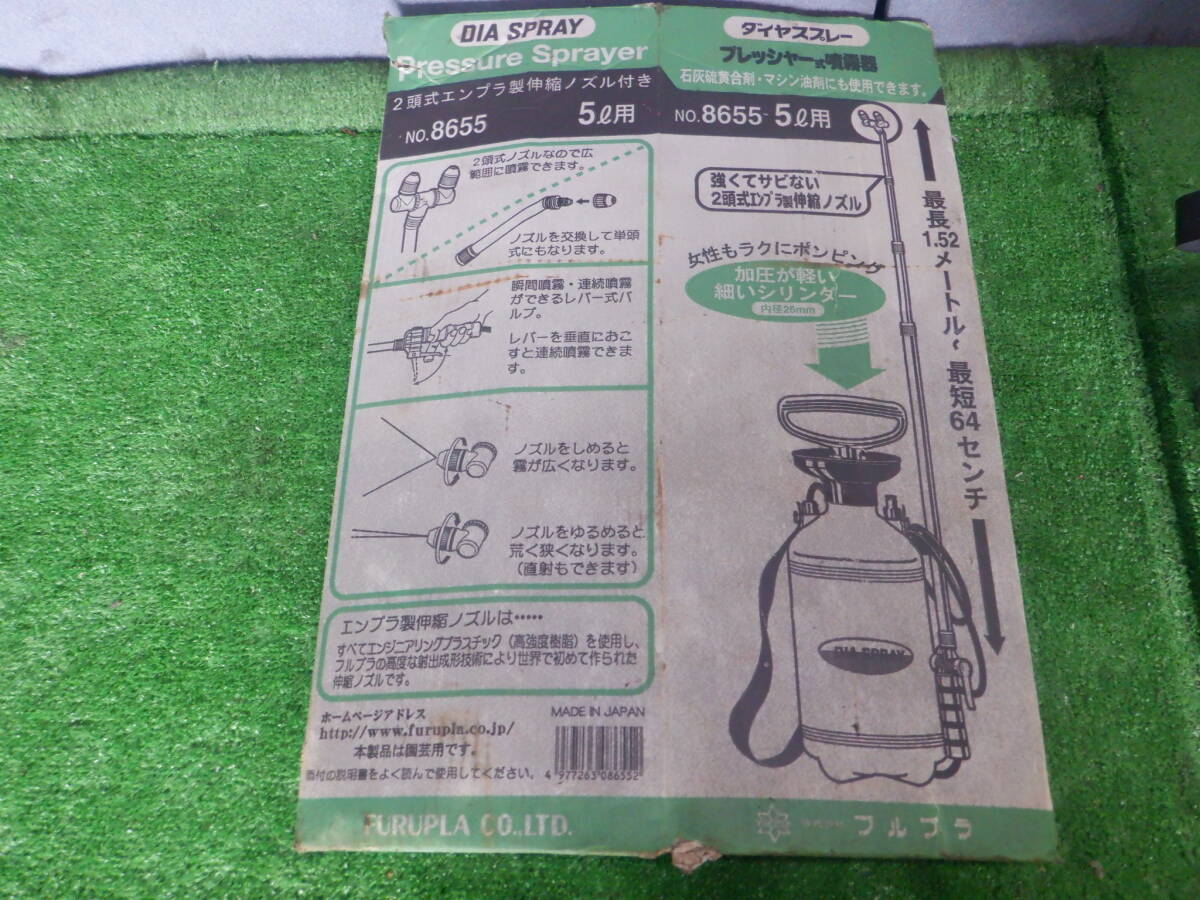 DIA SPRAY
Pressure Sprayer
2頭式エンプラ製伸縮ノズル付き
NO.8655 5ℓ用
2頭式ノズルなので広
範囲に噴霧できます。
ノズルを交換して単頭
式にもなります。
瞬間噴霧・連続噴霧
ができるレバー式バ
ルブ。
レバーを垂直におこ
すと連続噴霧できま
す。
ノズルをしめると
霧が広くなります。
ノズルをゆるめると
荒く狭くなります。
(直射もできます)
エンプラ製伸縮ノズルは・・・・・
すべてエンジニアリングプラスチック(高強度樹脂)を使用し、
フルプラの高度な射出成形技術により世界で初めて作られた
伸縮ノズルです。
ホームページアドレス
http://www.furupla.co.jp/
本製品は園芸用です。
添付の説明書をよく読んで使用してください。
MADE IN JAPAN
4 977263 086552
FURUPLA CO.,LTD.
ダイヤスプレー
プレッシャー式噴霧器
石灰硫黄合剤・マシン油剤にも使用できます。
NO.8655- 5ℓ用
強くてサビない
2頭式エンプラ製伸縮ノズル
女性もラクにポンピング
加圧が軽い
細いシリンダー
内径26mm
最長1.52メートル~最短64センチ
DIA SPRAY
フルプラ